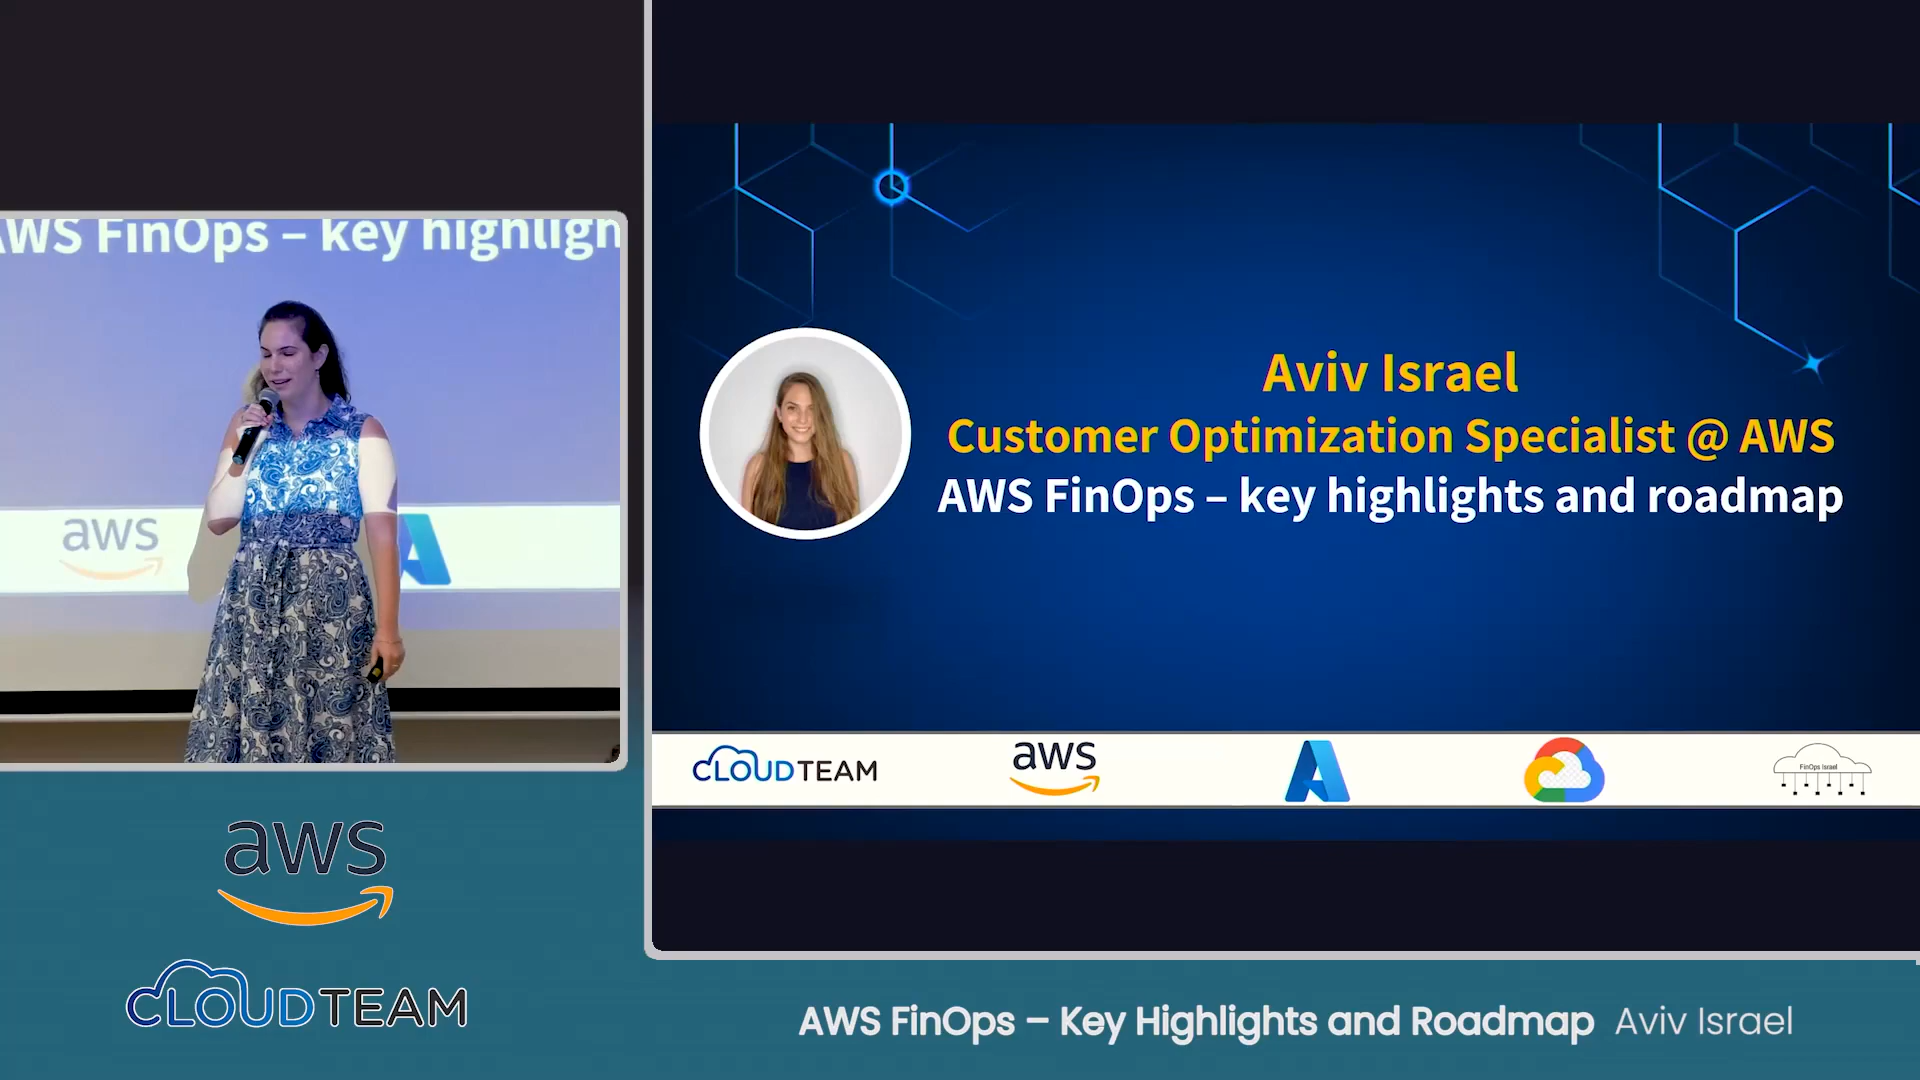 AWS FinOps – key highligh
aws
Aviv Israel
Customer Optimization Specialist @ AWS
AWS FinOps – key highlights and roadmap
CLOUDTEAM
aws
FinOps Israel
aws
CLOUDTEAM
AWS FinOps – Key Highlights and Roadmap Aviv Israel